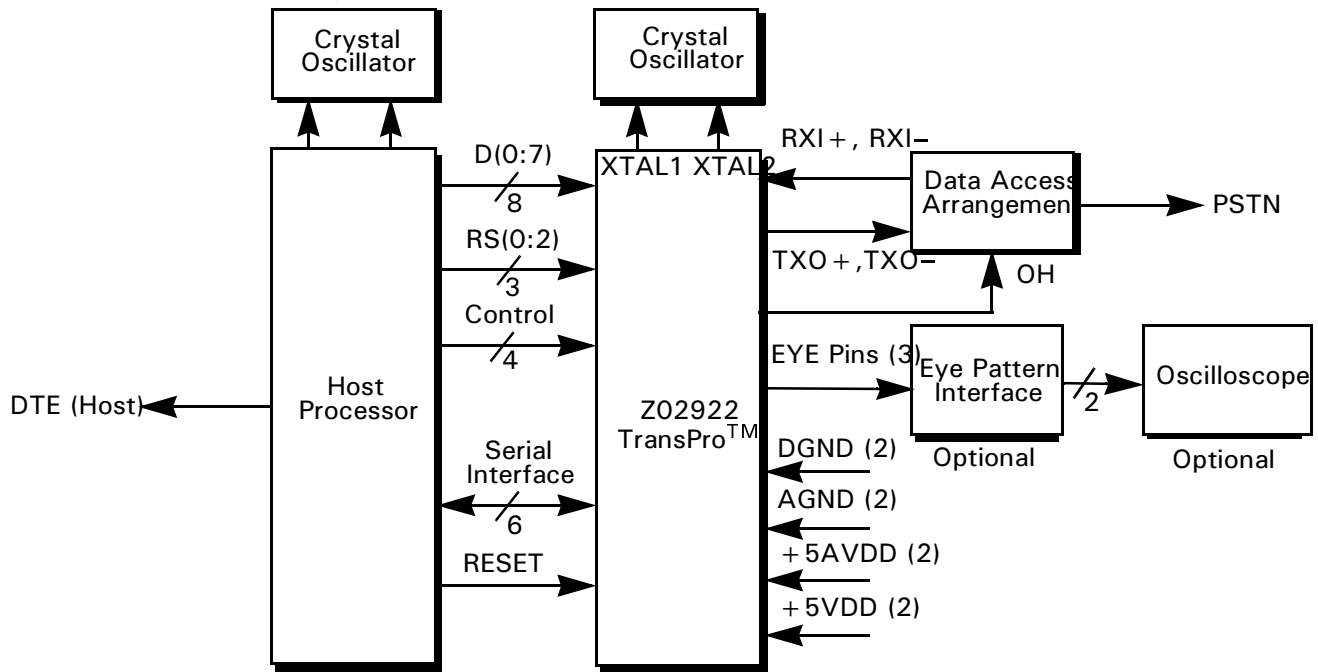 Crystal
Oscillator
Crystal
Oscillator
D(0:7)
8
RS(0:2)
3
Control
4
Host
Processor
DTE (Host)
Serial
Interface
6
RESET
XTAL1 XTAL2
Z02922
TransPro™
RXI+, RXI–
TXO+,TXO–
Data Access
Arrangement
PSTN
OH
EYE Pins (3)
Eye Pattern
Interface
Optional
2
Oscilloscope
Optional
DGND (2)
AGND (2)
+5AVDD (2)
+5VDD (2)